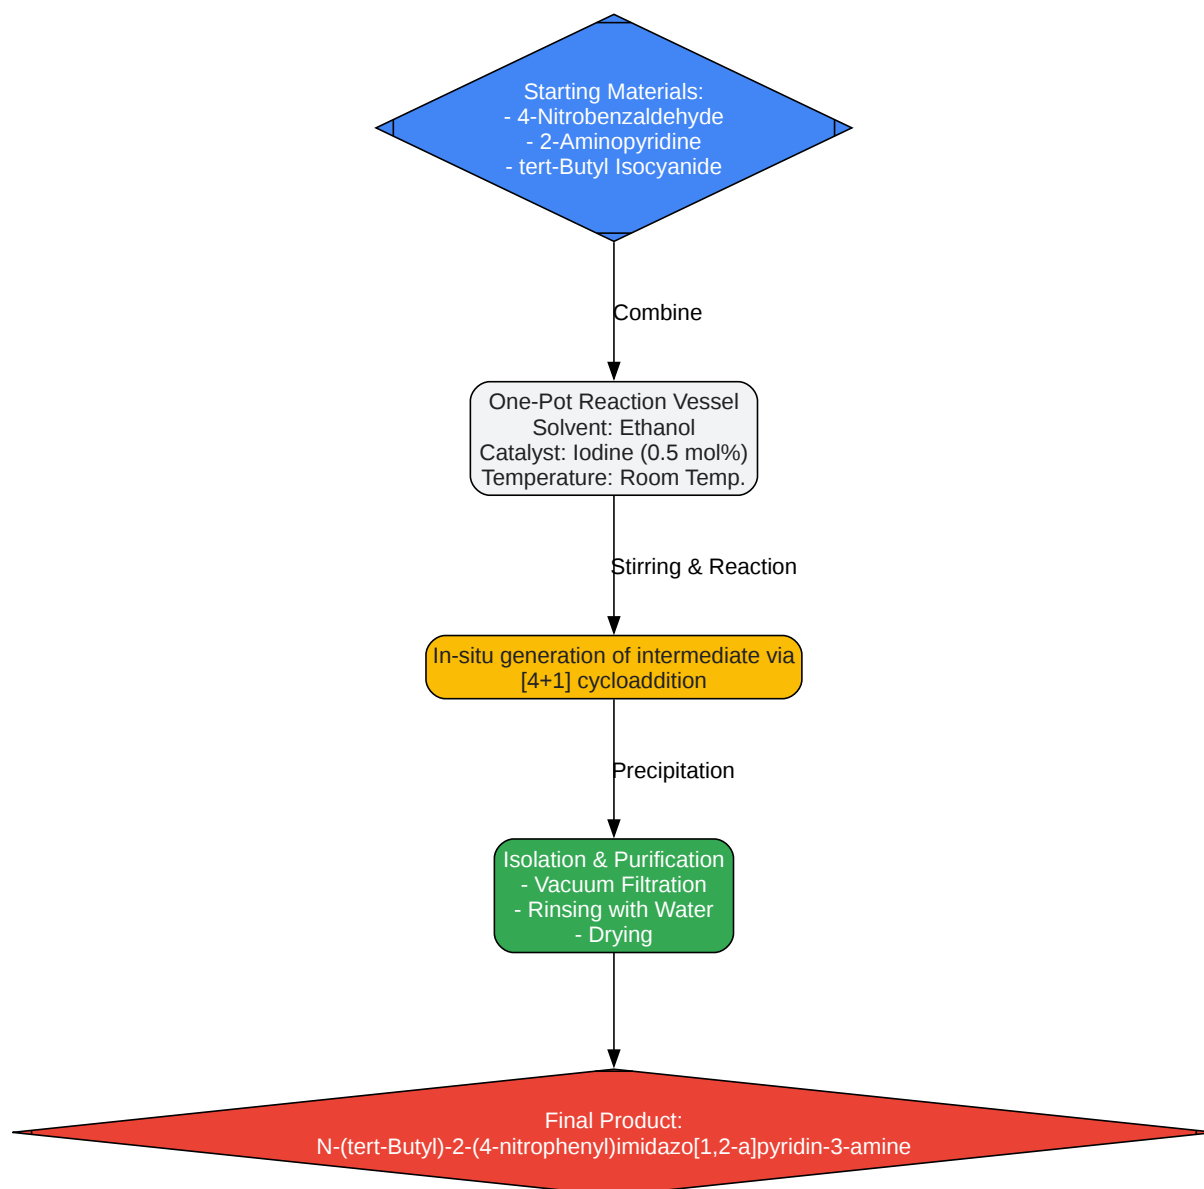 Starting Materials:
- 4-Nitrobenzaldehyde
- 2-Aminopyridine
- tert-Butyl Isocyanide
Combine
One-Pot Reaction Vessel
Solvent: Ethanol
Catalyst: Iodine (0.5 mol%)
Temperature: Room Temp.
Stirring & Reaction
In-situ generation of intermediate via
[4+1] cycloaddition
Precipitation
Isolation & Purification
- Vacuum Filtration
- Rinsing with Water
- Drying
Final Product:
N-(tert-Butyl)-2-(4-nitrophenyl)imidazo[1,2-a]pyridin-3-amine